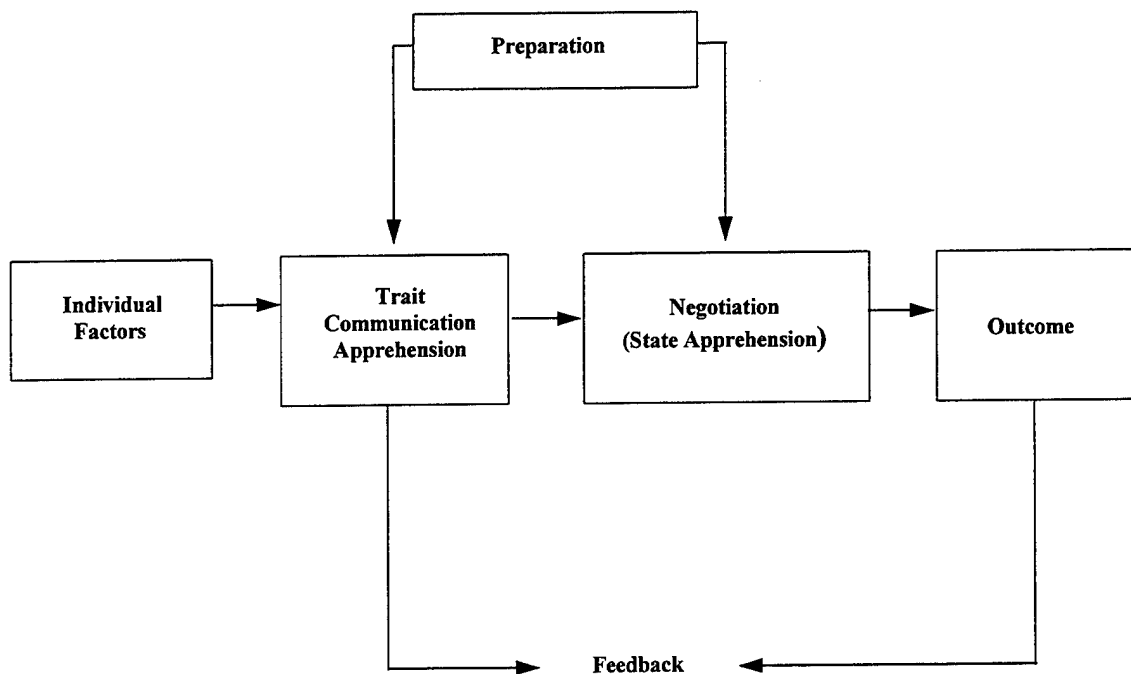 Preparation
Individual
Factors
Trait
Communication
Apprehension
Negotiation
(State Apprehension)
Outcome
Feedback